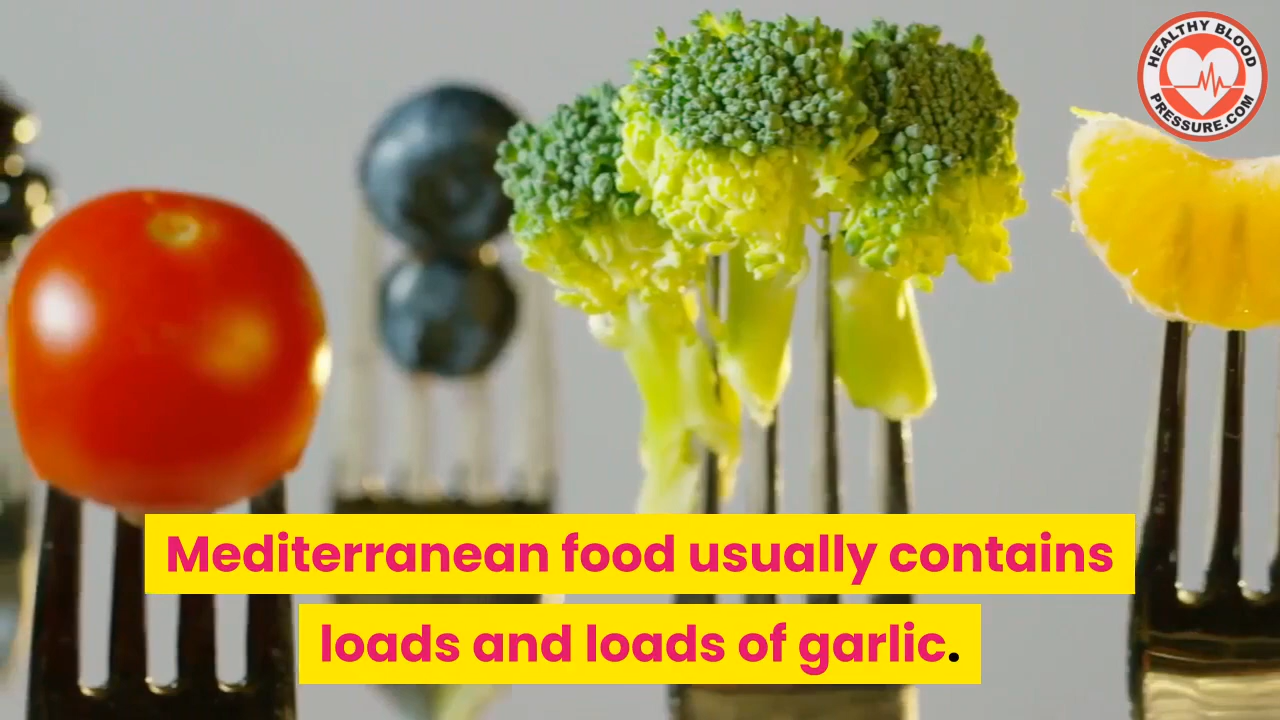 HEALTHY BLOOD
PRESSURE.COM
Mediterranean food usually contains
loads and loads of garlic.